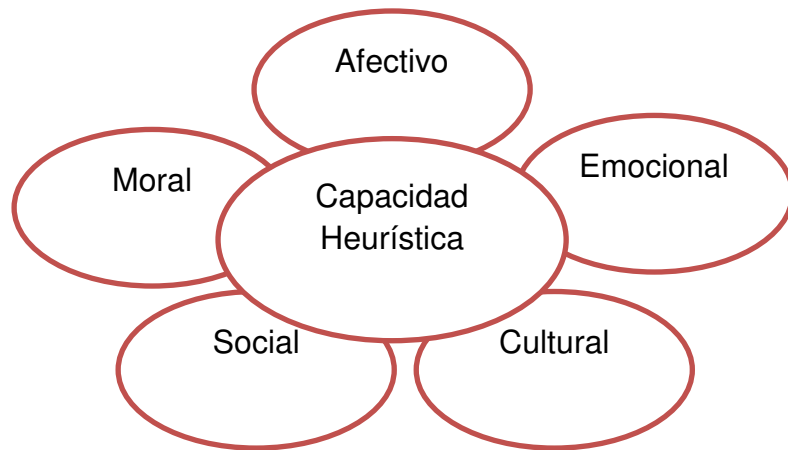 Afectivo
Moral
Emocional
Capacidad
Heurística
Social
Cultural